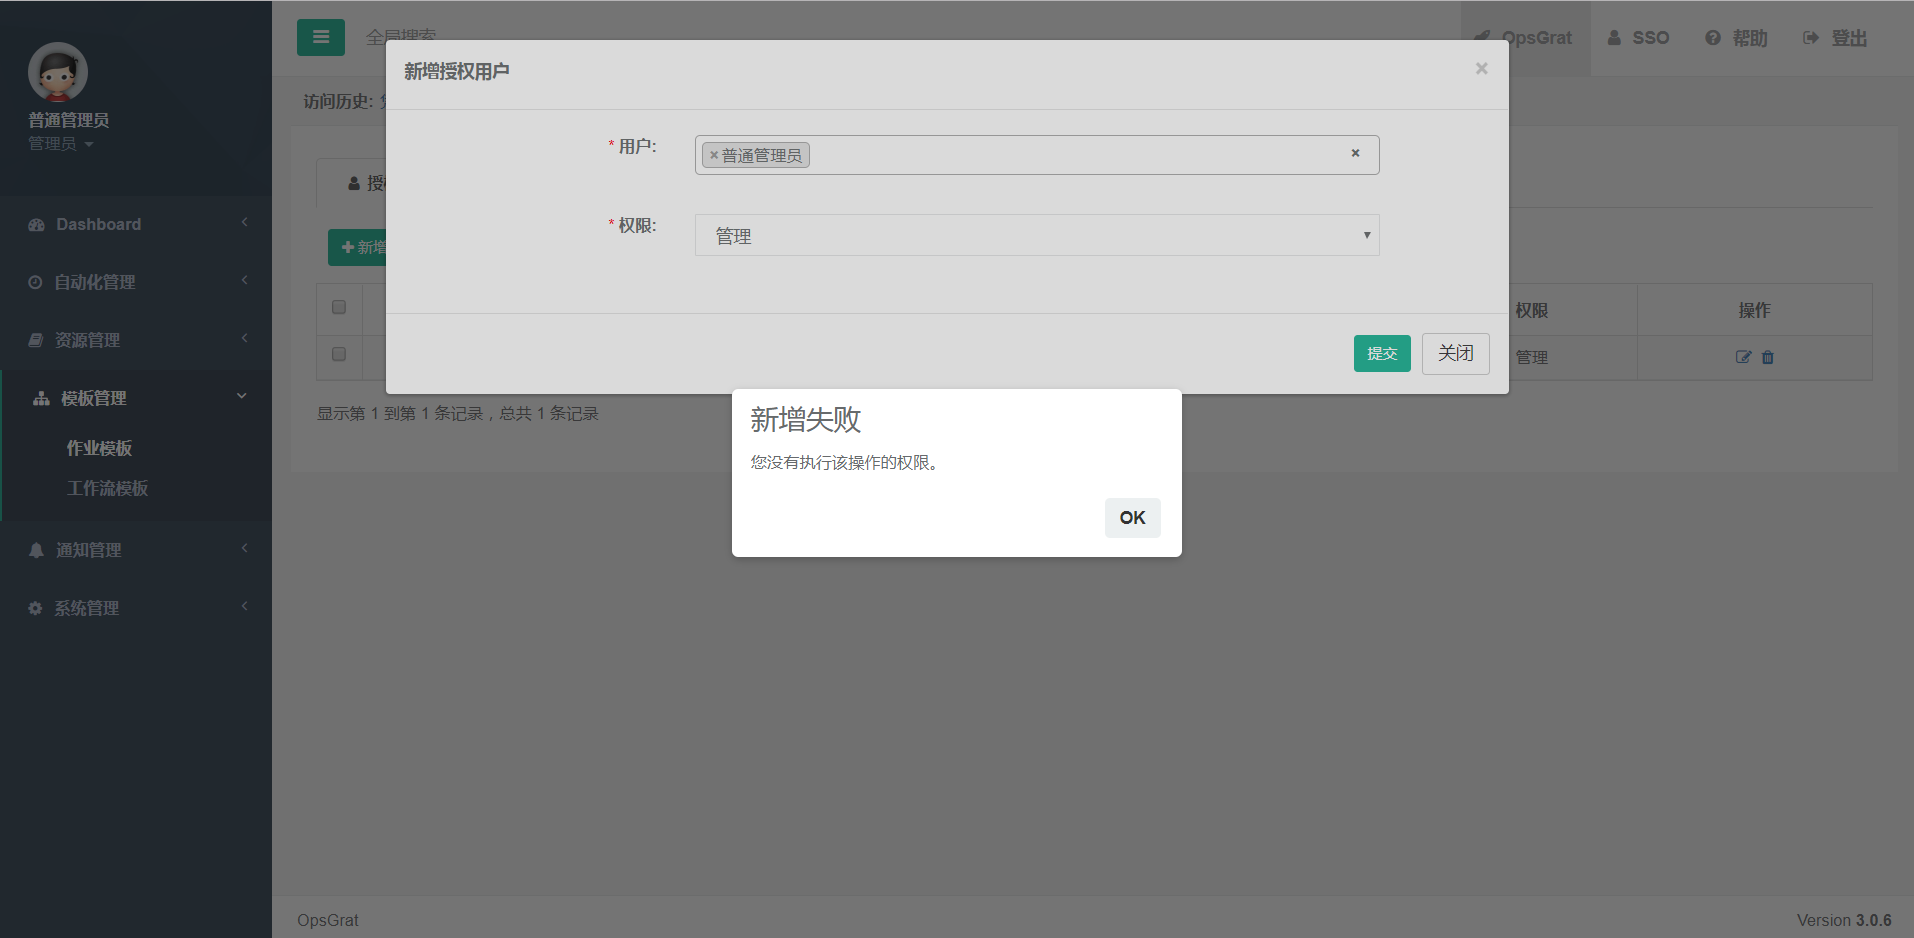 普通管理员
管理员
Dashboard
自动化管理
资源管理
模板管理
作业模板
工作流模板
通知管理
系统管理
全局搜索
OpsGrat
SSO
帮助
登出
访问历史:
新增授权用户
×
* 用户:
×普通管理员
×
* 权限:
管理
提交
关闭
新增
权限
操作
管理
显示第 1 到第 1 条记录，总共 1 条记录
新增失败
您没有执行该操作的权限。
OK
OpsGrat
Version 3.0.6